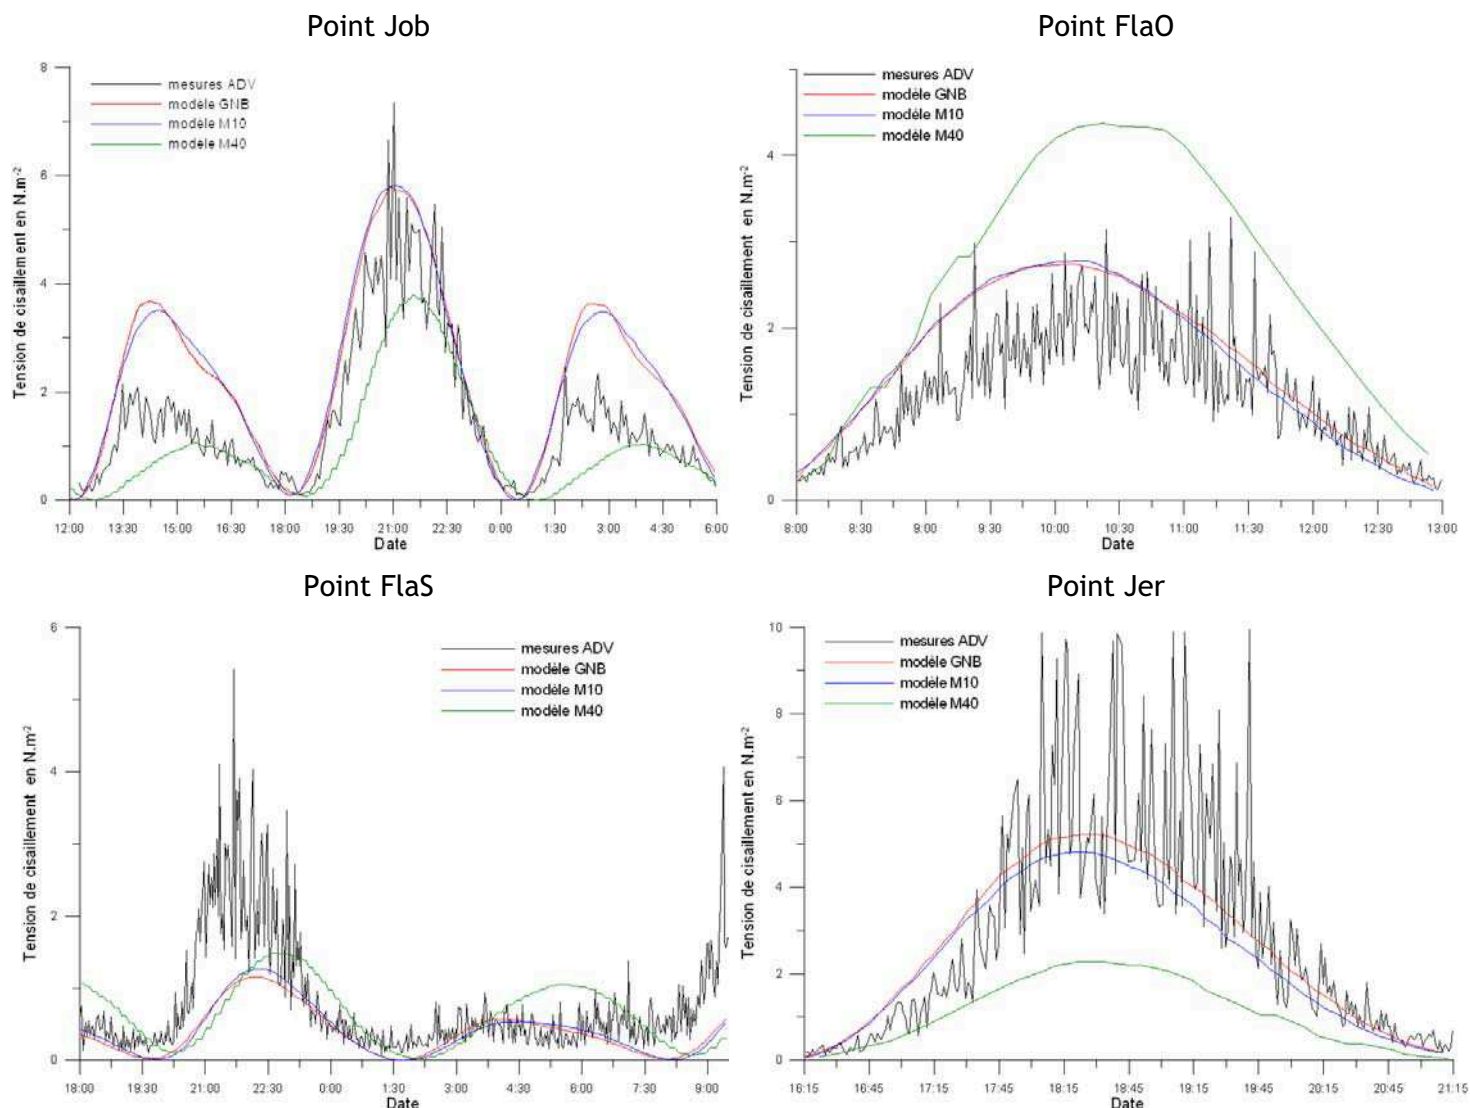 Point Job
8
6
4
2
0
Tension de cisaillement en N.m-2
mesures ADV
modèle GNB
modèle M10
modèle M40
12:00 13:30 15:00 16:30 18:00 19:30 21:00 22:30 0:00 1:30 3:00 4:30 6:00
Date
Point FlaO
4
2
0
Tension de cisaillement en N.m-2
mesures ADV
modèle GNB
modèle M10
modèle M40
8:00 8:30 9:00 9:30 10:00 10:30 11:00 11:30 12:00 12:30 13:00
Date
Point FlaS
6
4
2
0
Tension de cisaillement en N.m-2
mesures ADV
modèle GNB
modèle M10
modèle M40
18:00 19:30 21:00 22:30 0:00 1:30 3:00 4:30 6:00 7:30 9:00
Date
Point Jer
10
8
6
4
2
0
Tension de cisaillement en N.m-2
mesures ADV
modèle GNB
modèle M10
modèle M40
16:15 16:45 17:15 17:45 18:15 18:45 19:15 19:45 20:15 20:45 21:15
Date